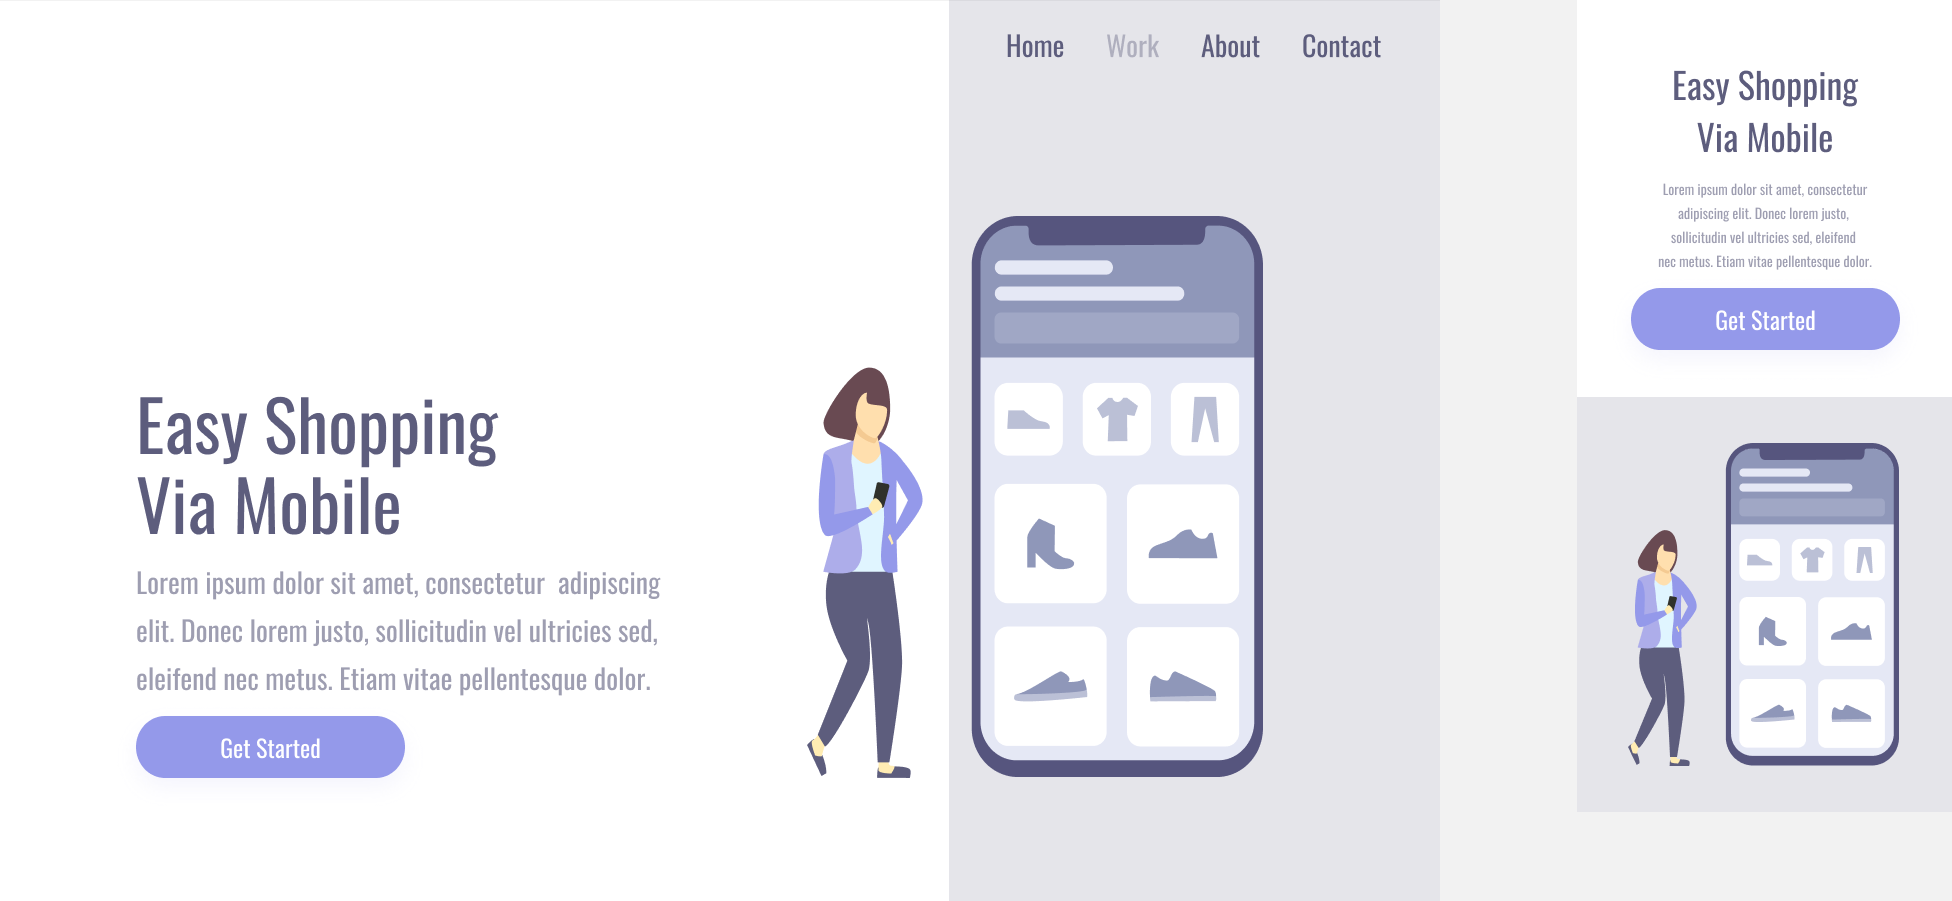 Home Work About Contact
Easy Shopping
Via Mobile
Lorem ipsum dolor sit amet, consectetur  adipiscing
elit. Donec lorem justo, sollicitudin vel ultricies sed,
eleifend nec metus. Etiam vitae pellentesque dolor.
Get Started
Easy Shopping
Via Mobile
Lorem ipsum dolor sit amet, consectetur
adipiscing elit. Donec lorem justo,
sollicitudin vel ultricies sed, eleifend
nec metus. Etiam vitae pellentesque dolor.
Get Started